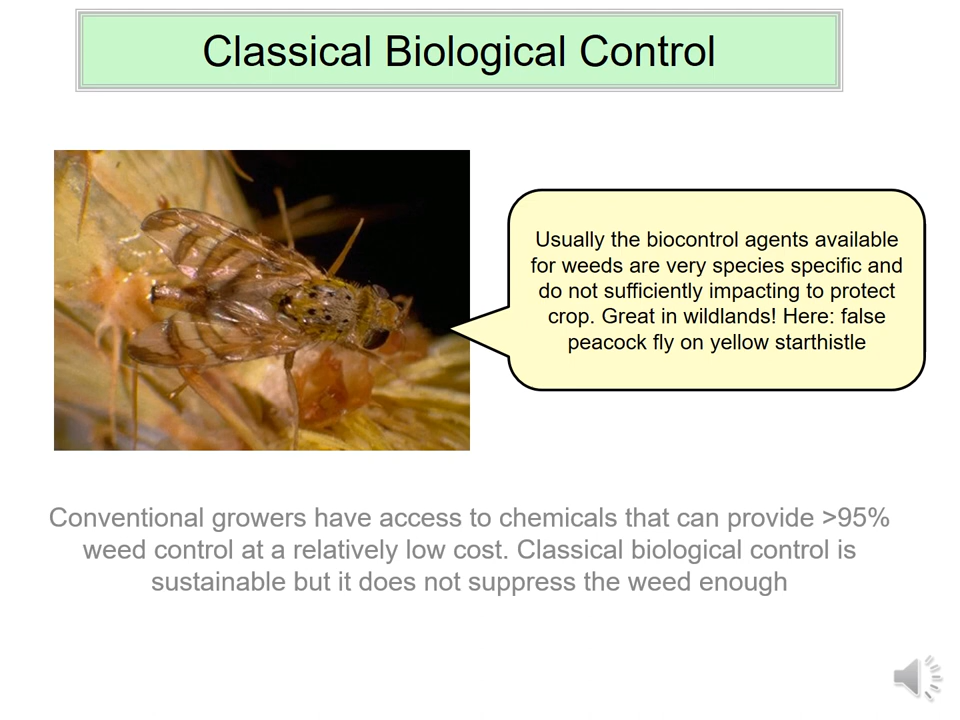 Classical Biological Control
Usually the biocontrol agents available
for weeds are very species specific and
do not sufficiently impacting to protect
crop. Great in wildlands! Here: false
peacock fly on yellow starthistle
Conventional growers have access to chemicals that can provide >95%
weed control at a relatively low cost. Classical biological control is
sustainable but it does not suppress the weed enough